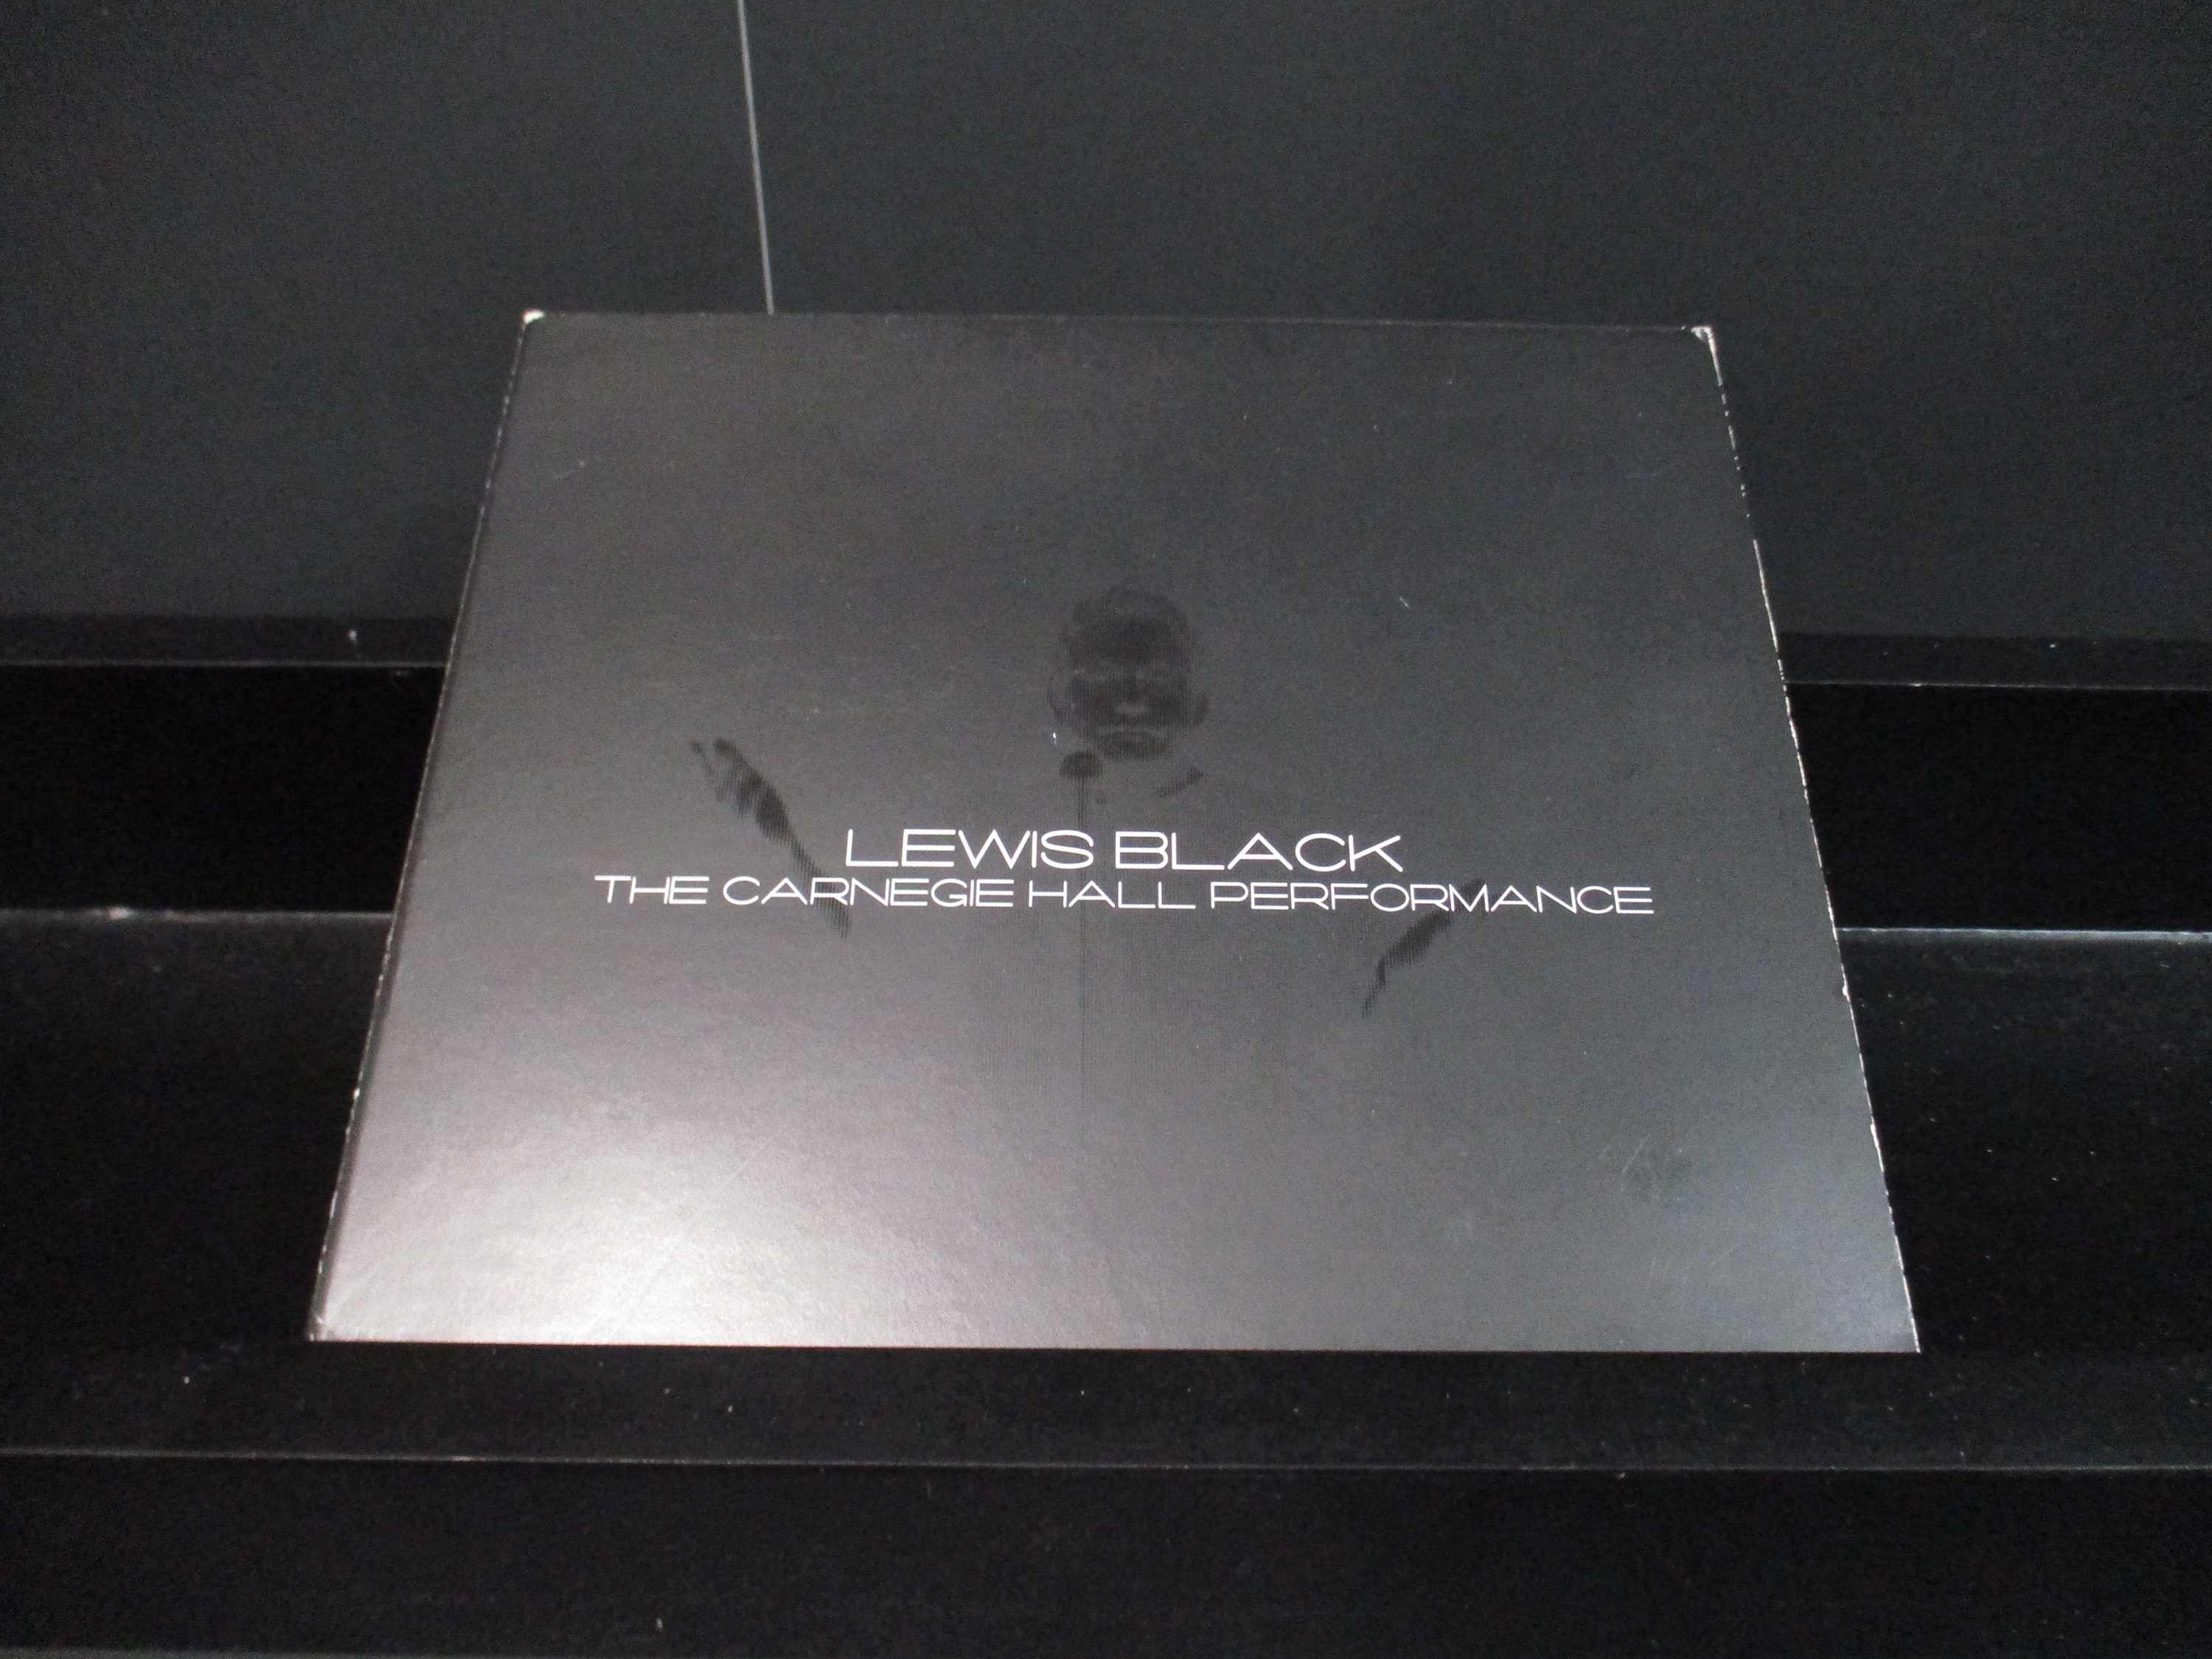 LEWIS BLACK
THE CARNEGIE HALL PERFORMANCE